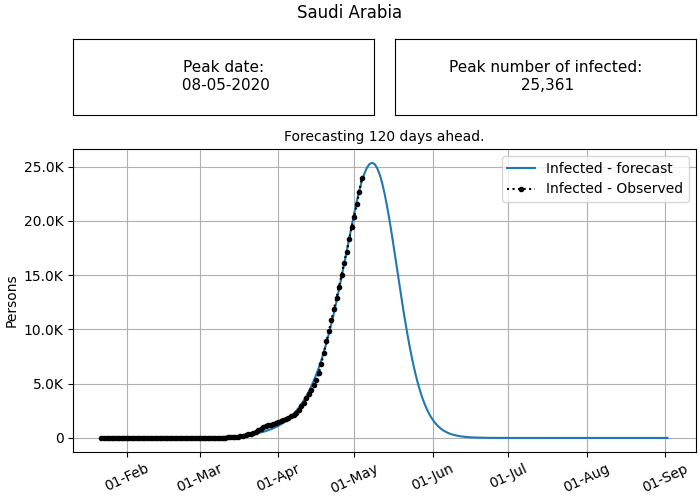 Saudi Arabia
Peak date:
08-05-2020
Peak number of infected:
25,361
Forecasting 120 days ahead.
Infected - forecast
Infected - Observed
25.0K
20.0K
15.0K
10.0K
5.0K
0
Persons
01-Feb
01-Mar
01-Apr
01-May
01-Jun
01-Jul
01-Aug
01-Sep